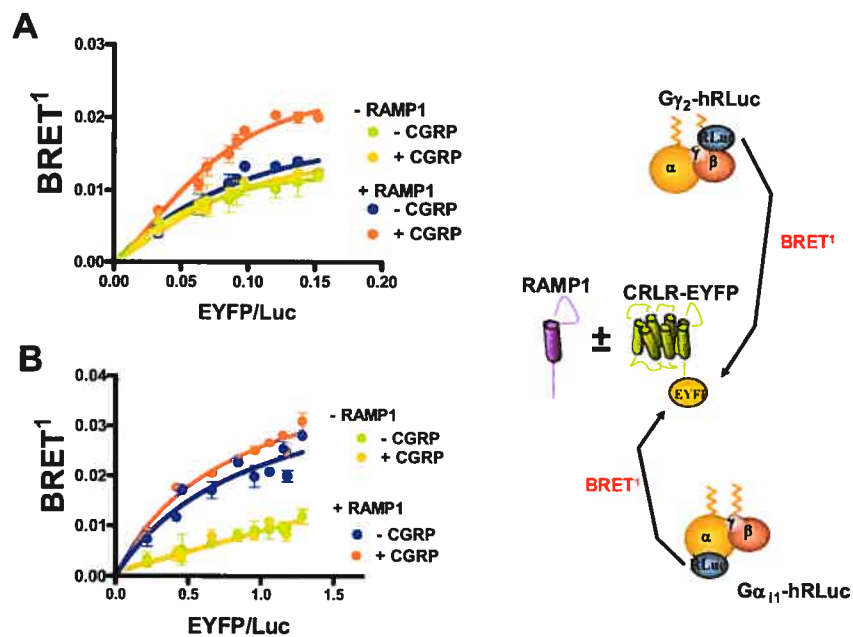 A
BRET1
0.03
0.02
0.01
0.00
0.00 0.05 0.10 0.15 0.20
EYFP/Luc
- RAMP1
- CGRP
+ CGRP
+ RAMP1
- CGRP
+ CGRP
B
BRET1
0.04
0.03
0.02
0.01
0.00
0.0 0.5 1.0 1.5
EYFP/Luc
- RAMP1
- CGRP
+ CGRP
+ RAMP1
- CGRP
+ CGRP
Gγ2-hRLuc
RLuc
α γ β
BRET1
RAMP1
±
CRLR-EYFP
EYFP
BRET1
α γ β
RLuc
Gα i1-hRLuc